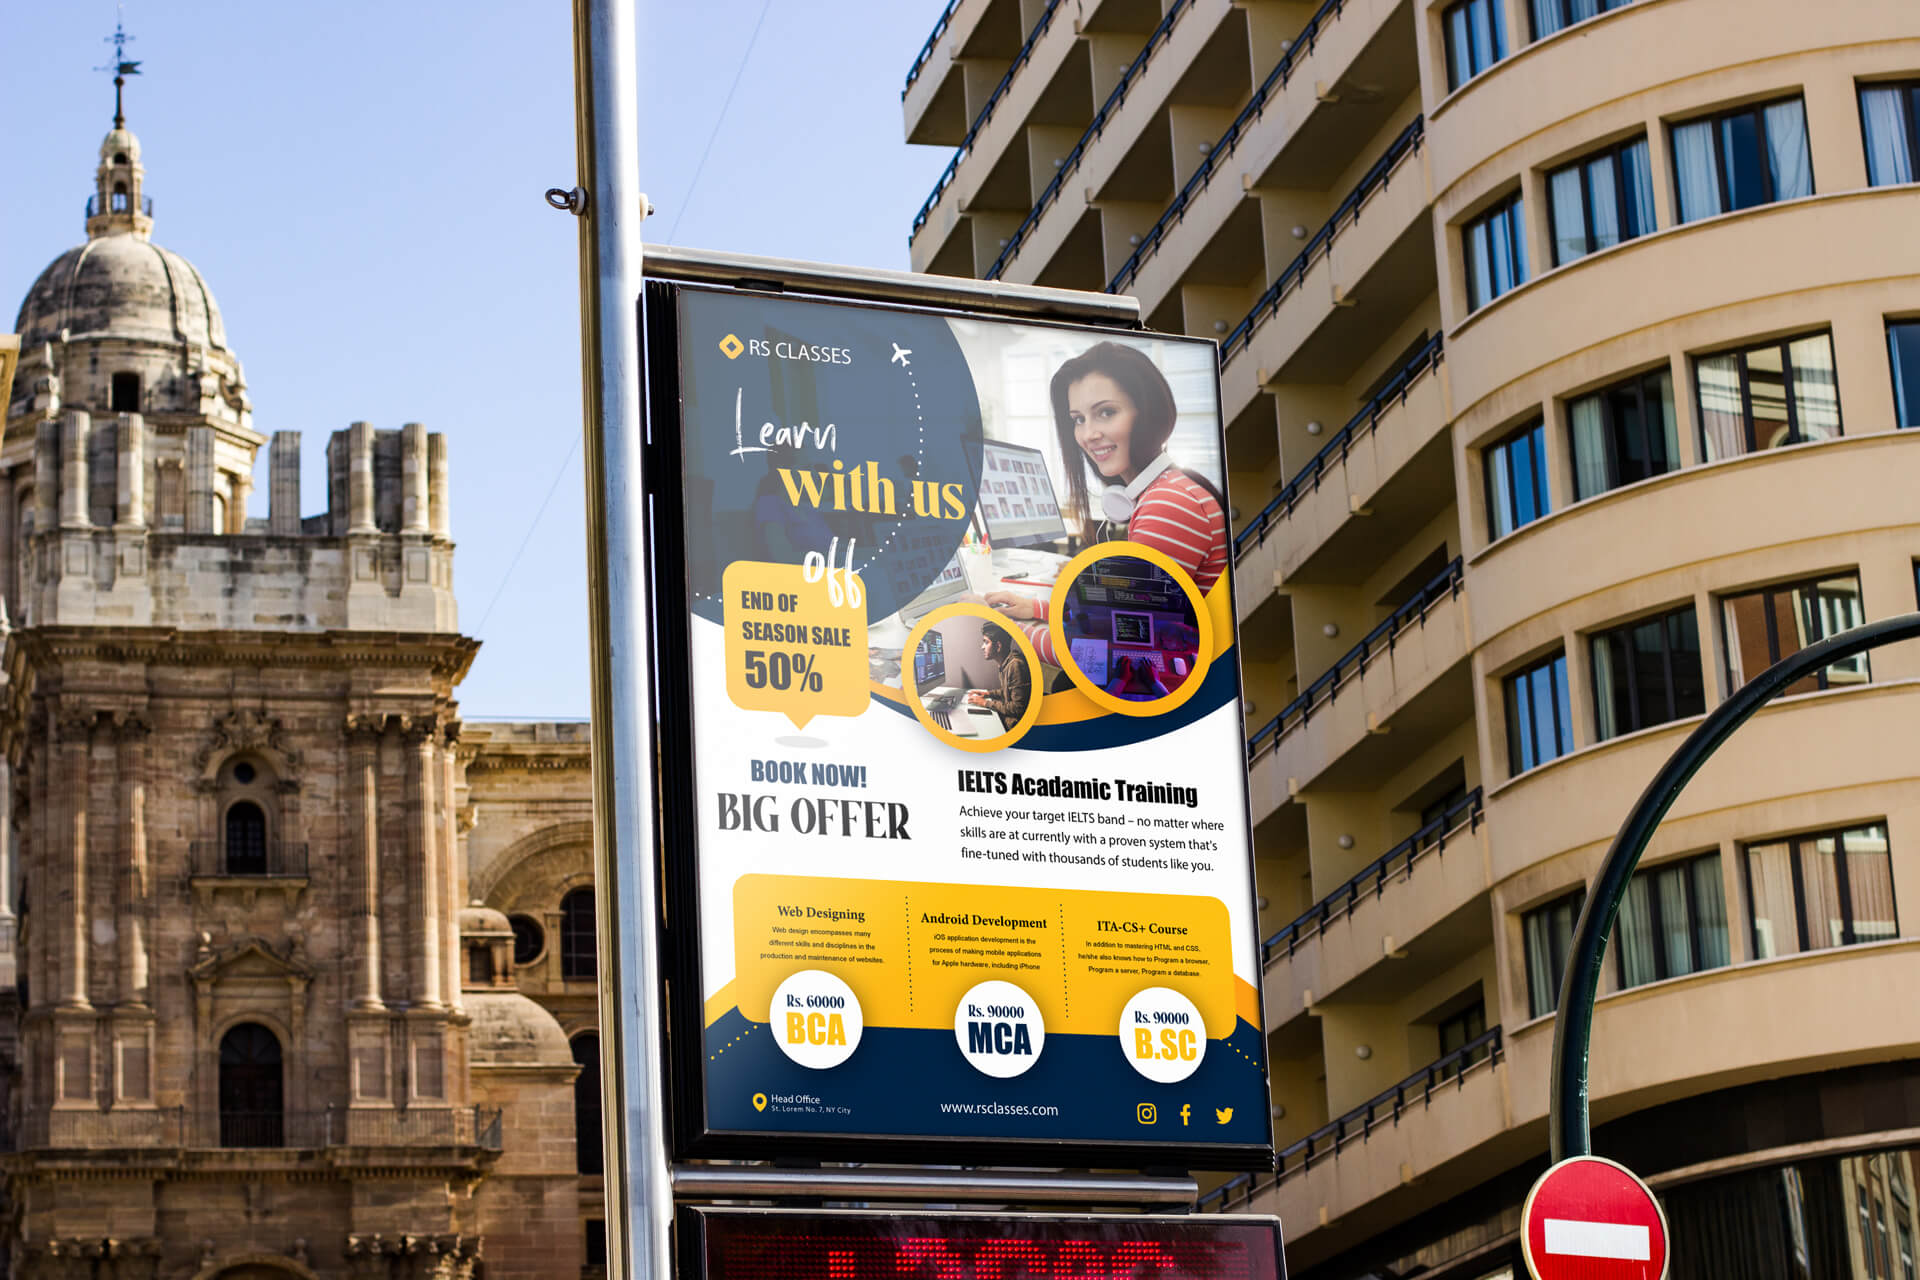 RS CLASSES
Learn
with us
off
END OF
SEASON SALE
50%
BOOK NOW!
BIG OFFER
IELTS Acadamic Training
Achieve your target IELTS band – no matter where
skills are at currently with a proven system that's
fine-tuned with thousands of students like you.
Web Designing
Web design encompasses many
different skills and disciplines in the
production and maintenance of websites.
Rs. 60000
BCA
Android Development
iOS application development is the
process of making mobile applications
for Apple hardware, including iPhone
Rs. 90000
MCA
ITA-CS+ Course
In addition to mastering HTML and CSS,
he/she also knows how to Program a browser,
Program a server, Program a database.
Rs. 90000
B.SC
Head Office
St. Lorem No. 7, NY City
www.rsclasses.com